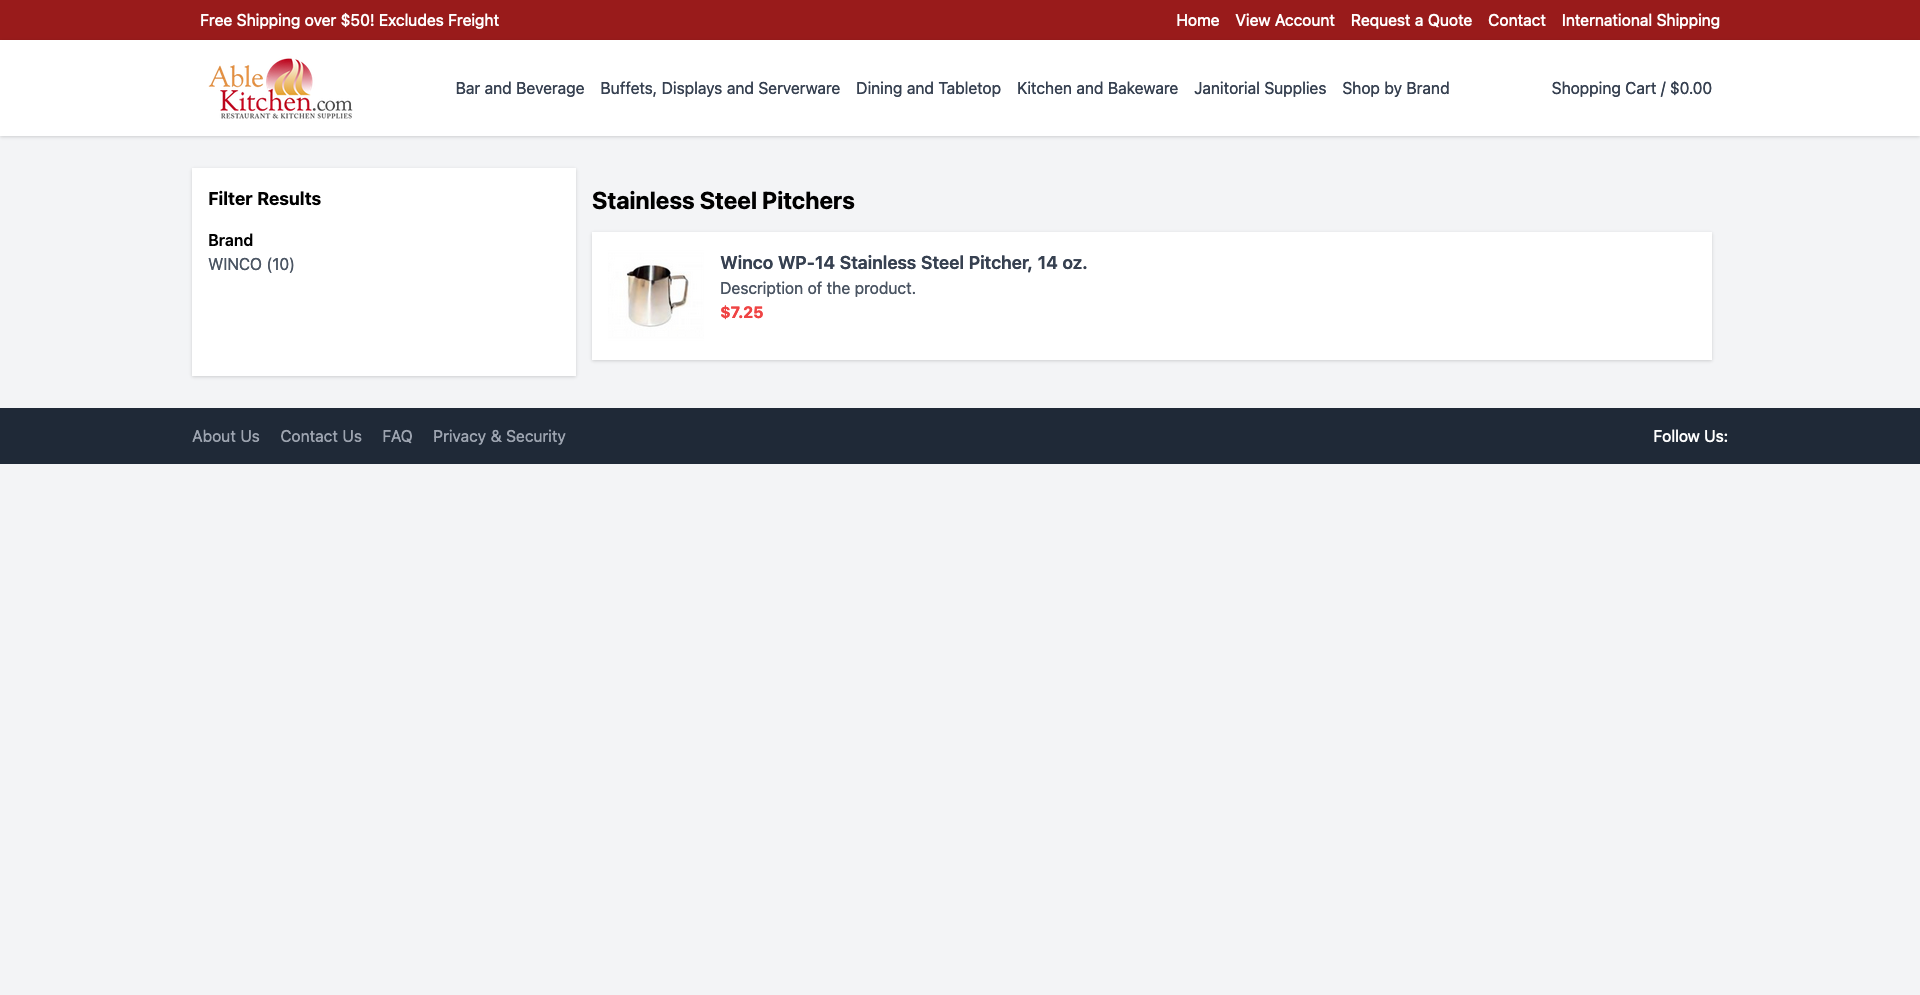 Free Shipping over $50! Excludes Freight
Home View Account Request a Quote Contact International Shipping
Able
Kitchen.com
RESTAURANT & KITCHEN SUPPLIES
Bar and Beverage Buffets, Displays and Serverware Dining and Tabletop Kitchen and Bakeware Janitorial Supplies Shop by Brand
Shopping Cart / $0.00
Filter Results
Brand
WINCO (10)
Stainless Steel Pitchers
Winco WP-14 Stainless Steel Pitcher, 14 oz.
Description of the product.
$7.25
About Us Contact Us FAQ Privacy & Security
Follow Us: